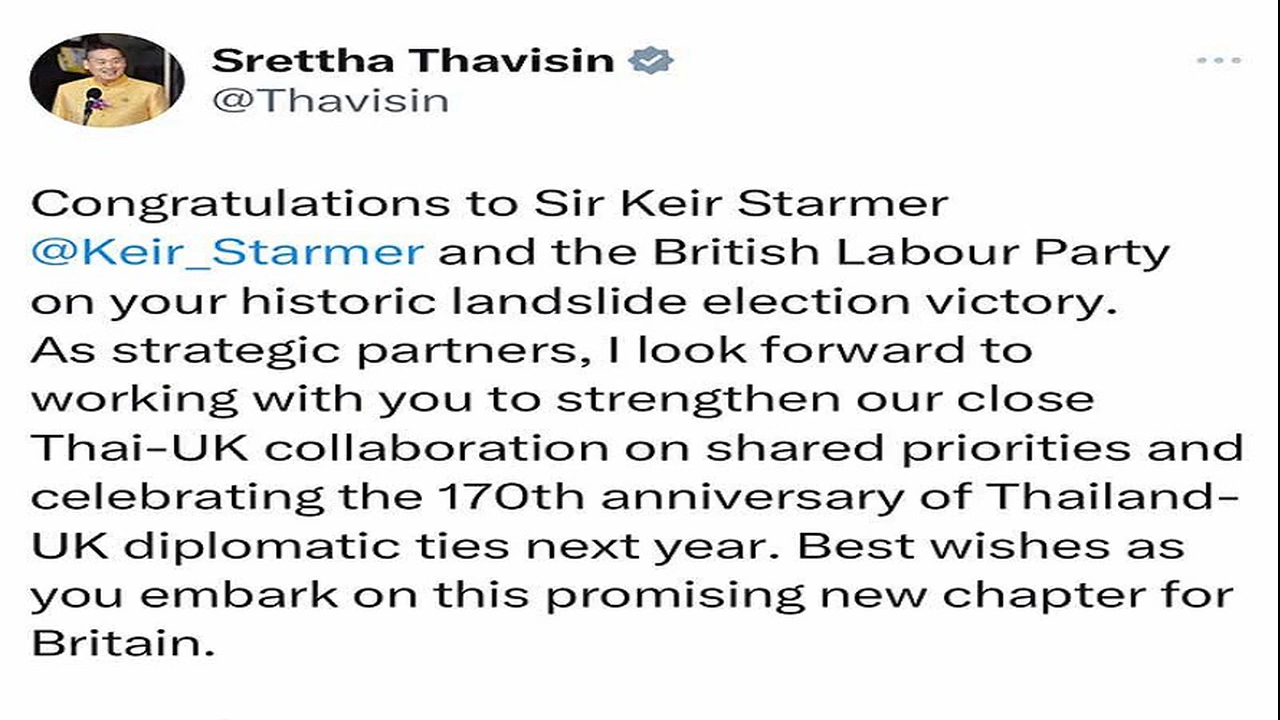 Srettha Thavisin
@Thavisin
Congratulations to Sir Keir Starmer
@Keir_Starmer and the British Labour Party
on your historic landslide election victory.
As strategic partners, I look forward to
working with you to strengthen our close
Thai-UK collaboration on shared priorities and
celebrating the 170th anniversary of Thailand-
UK diplomatic ties next year. Best wishes as
you embark on this promising new chapter for
Britain.